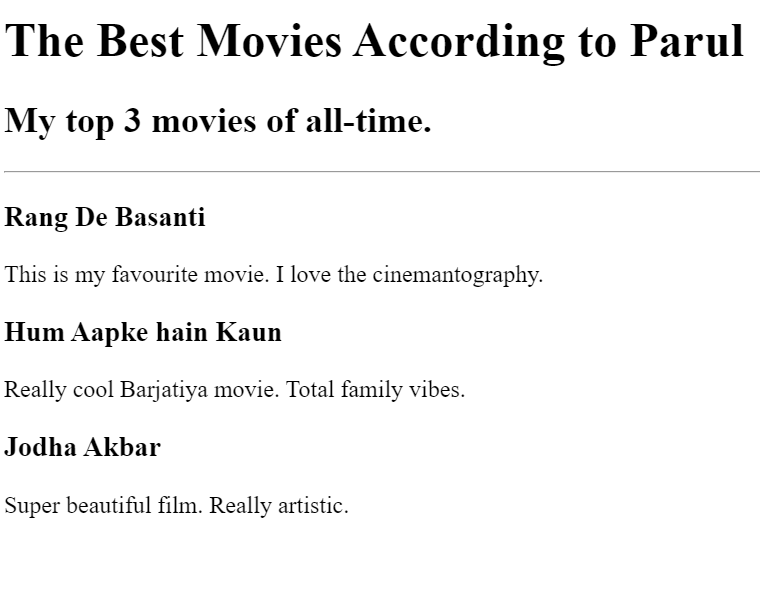 The Best Movies According to Parul
My top 3 movies of all-time.
Rang De Basanti
This is my favourite movie. I love the cinemantography.
Hum Aapke hain Kaun
Really cool Barjatiya movie. Total family vibes.
Jodha Akbar
Super beautiful film. Really artistic.